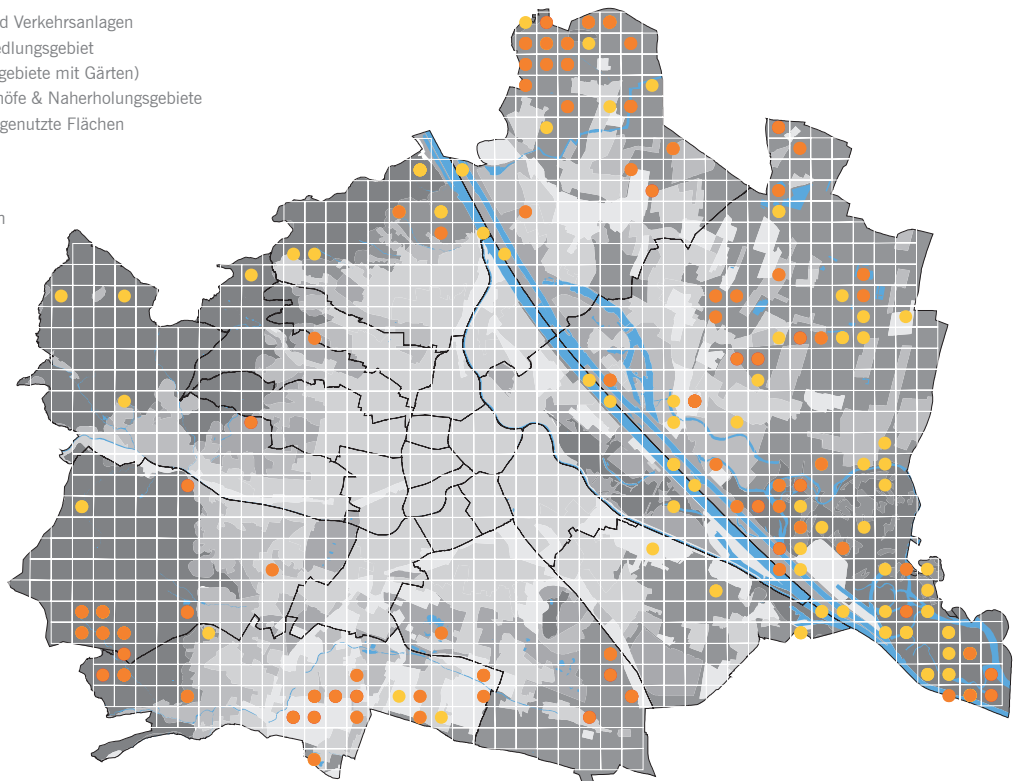 d Verkehrsanlagen
edlungsgebiet
gebiete mit Gärten)
höfe & Naherholungsgebiete
genutzte Flächen
n